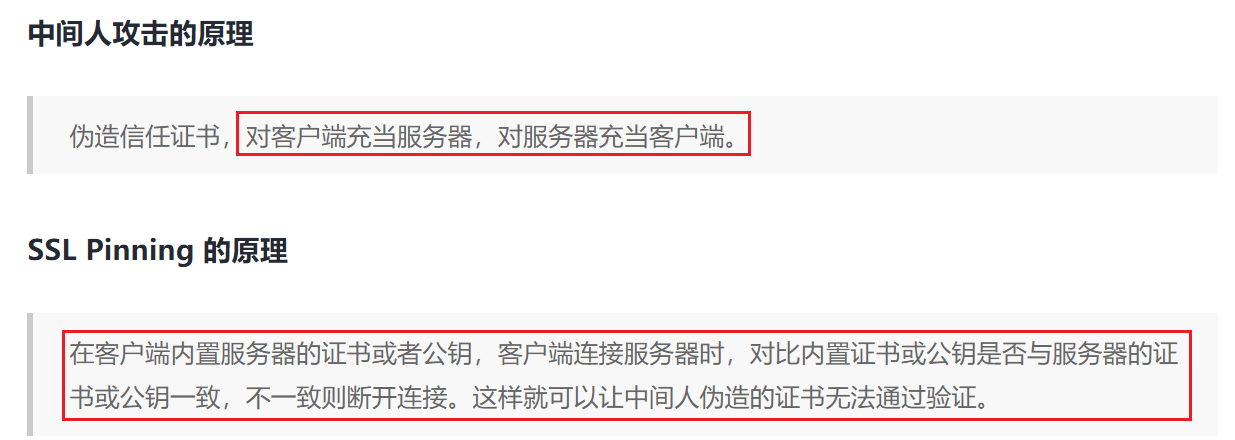 中间人攻击的原理
伪造信任证书，对客户端充当服务器，对服务器充当客户端。
SSL Pinning 的原理
在客户端内置服务器的证书或者公钥，客户端连接服务器时，对比内置证书或公钥是否与服务器的证
书或公钥一致，不一致则断开连接。这样就可以让中间人伪造的证书无法通过验证。